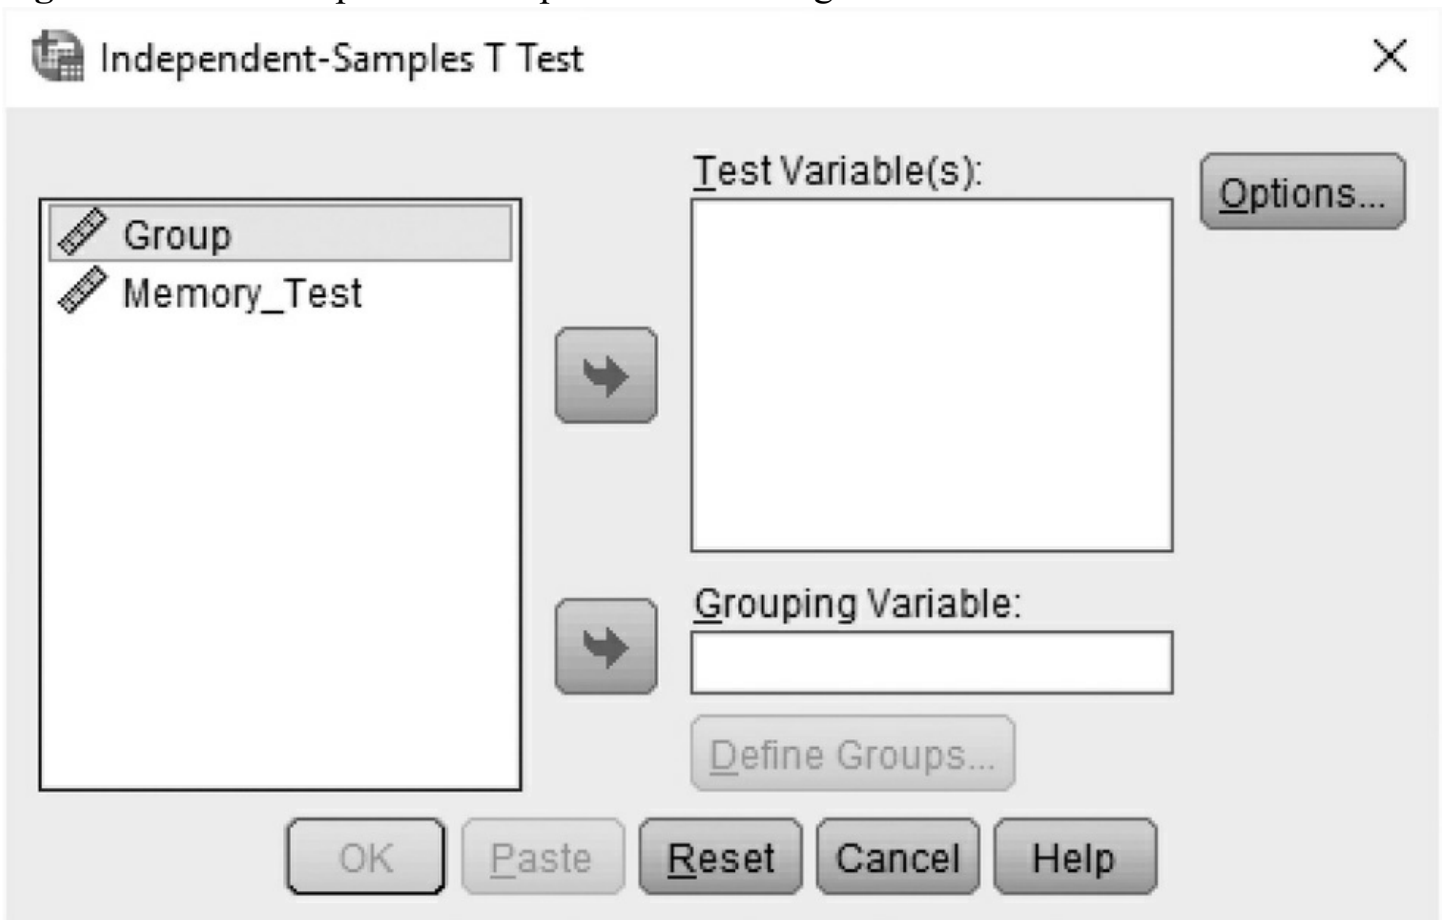 Independent-Samples T Test
Test Variable(s):
Options...
Group
Memory_Test
Grouping Variable:
Define Groups...
OK
Paste
Reset
Cancel
Help